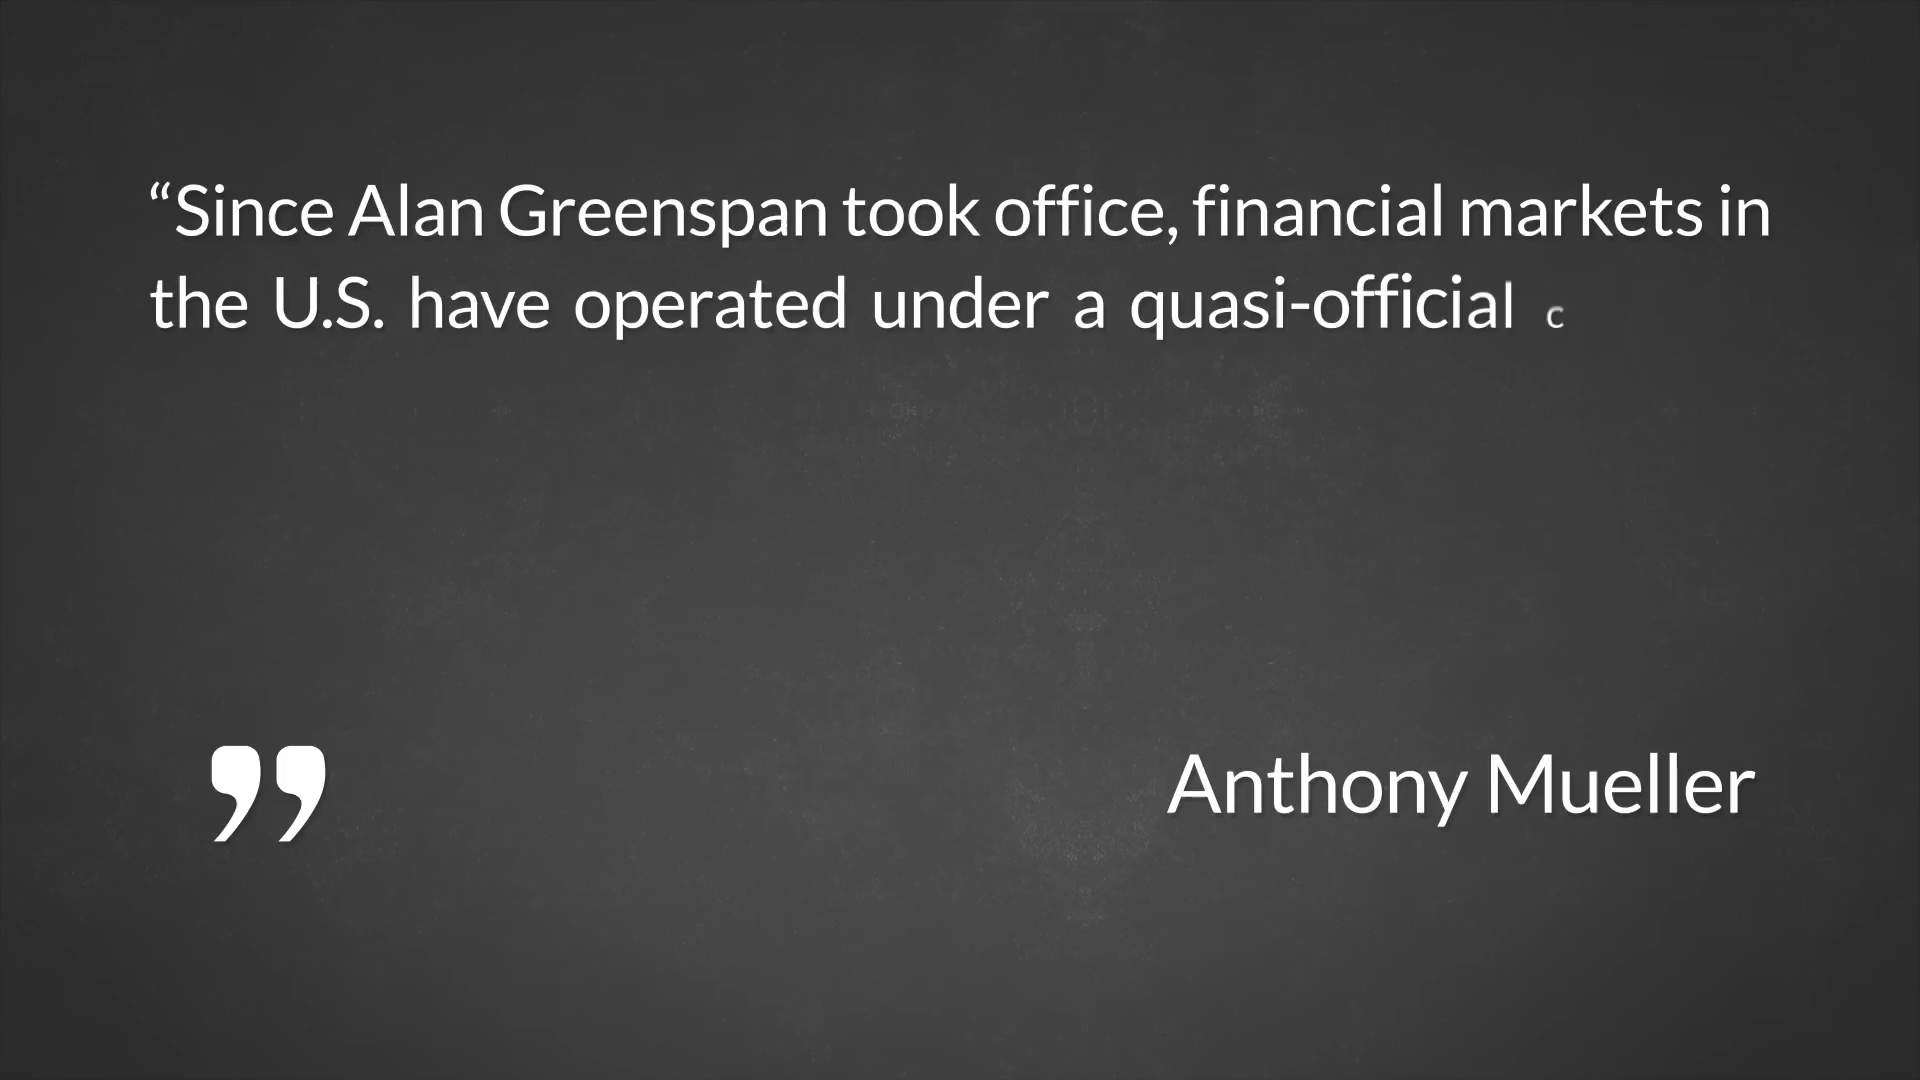 “Since Alan Greenspan took office, financial markets in
the U.S. have operated under a quasi-official c
”
Anthony Mueller